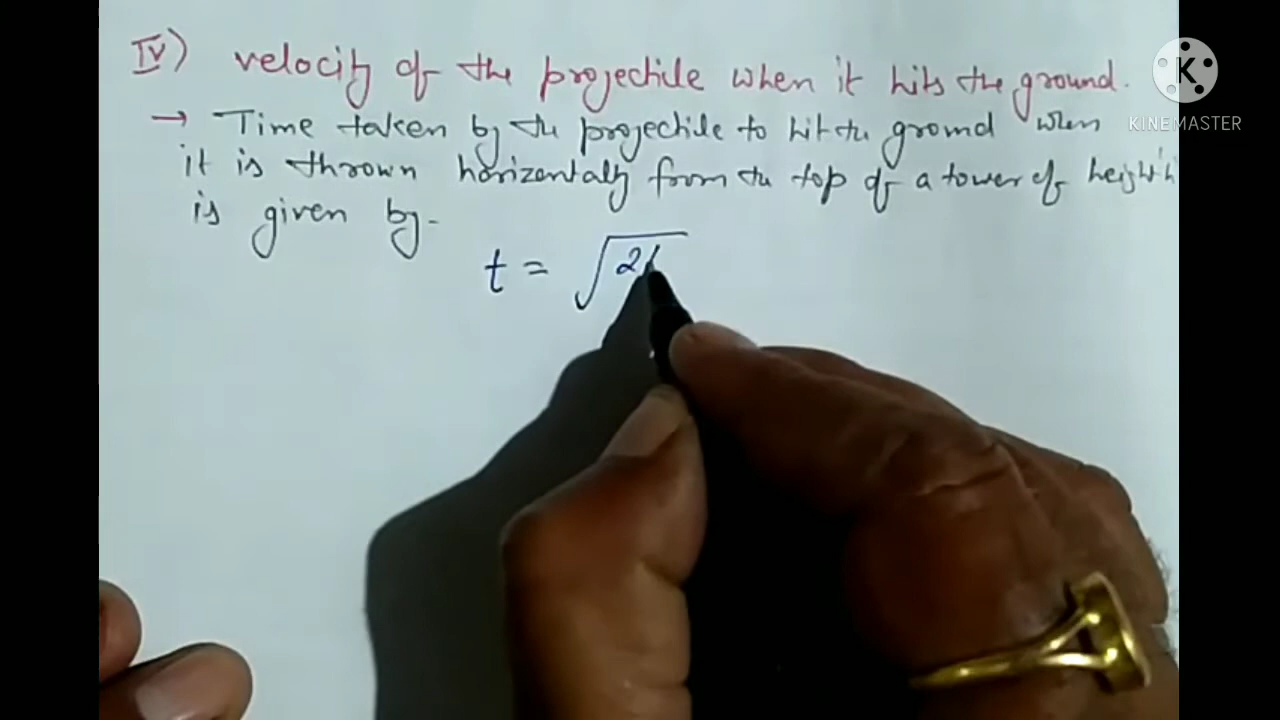 IV) velocity of the projectile when it hits the ground.
K
KINEMASTER
→ Time taken by the projectile to hit the ground when
it is thrown horizontally from the top of a tower of height 'h'
is given by-
t = √2h